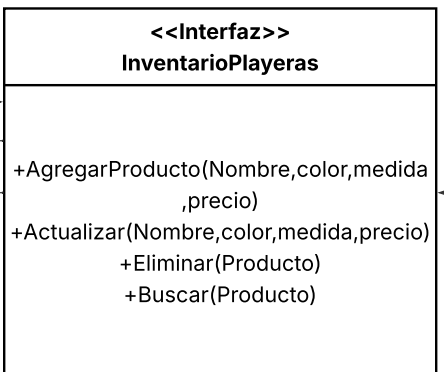 <<Interfaz>>
InventarioPlayeras
+AgregarProducto(Nombre,color,medida
,precio)
+Actualizar(Nombre,color,medida,precio)
+Eliminar(Producto)
+Buscar(Producto)